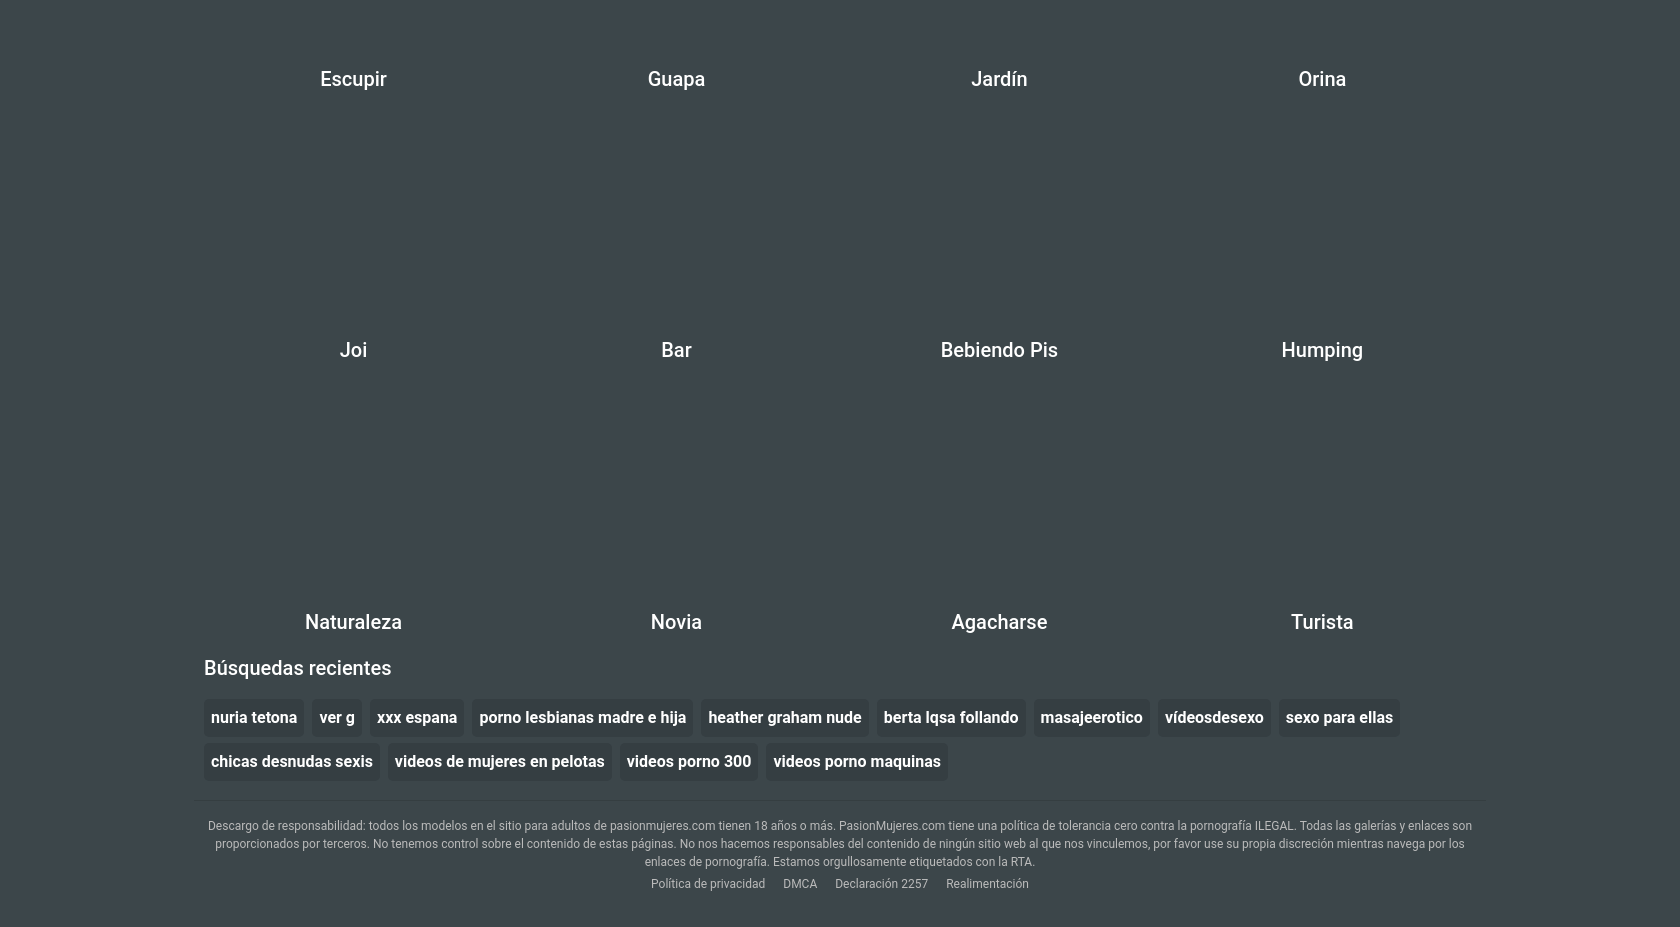 Escupir Guapa Jardín Orina
Joi Bar Bebiendo Pis Humping
Naturaleza Novia Agacharse Turista
Búsquedas recientes
nuria tetona ver g xxx espana porno lesbianas madre e hija heather graham nude berta lqsa follando masajeerotico vídeosdesexo sexo para ellas
chicas desnudas sexis videos de mujeres en pelotas videos porno 300 videos porno maquinas
Descargo de responsabilidad: todos los modelos en el sitio para adultos de pasionmujeres.com tienen 18 años o más. PasionMujeres.com tiene una política de tolerancia cero contra la pornografía ILEGAL. Todas las galerías y enlaces son
proporcionados por terceros. No tenemos control sobre el contenido de estas páginas. No nos hacemos responsables del contenido de ningún sitio web al que nos vinculemos, por favor use su propia discreción mientras navega por los
enlaces de pornografía. Estamos orgullosamente etiquetados con la RTA.
Política de privacidad DMCA Declaración 2257 Realimentación